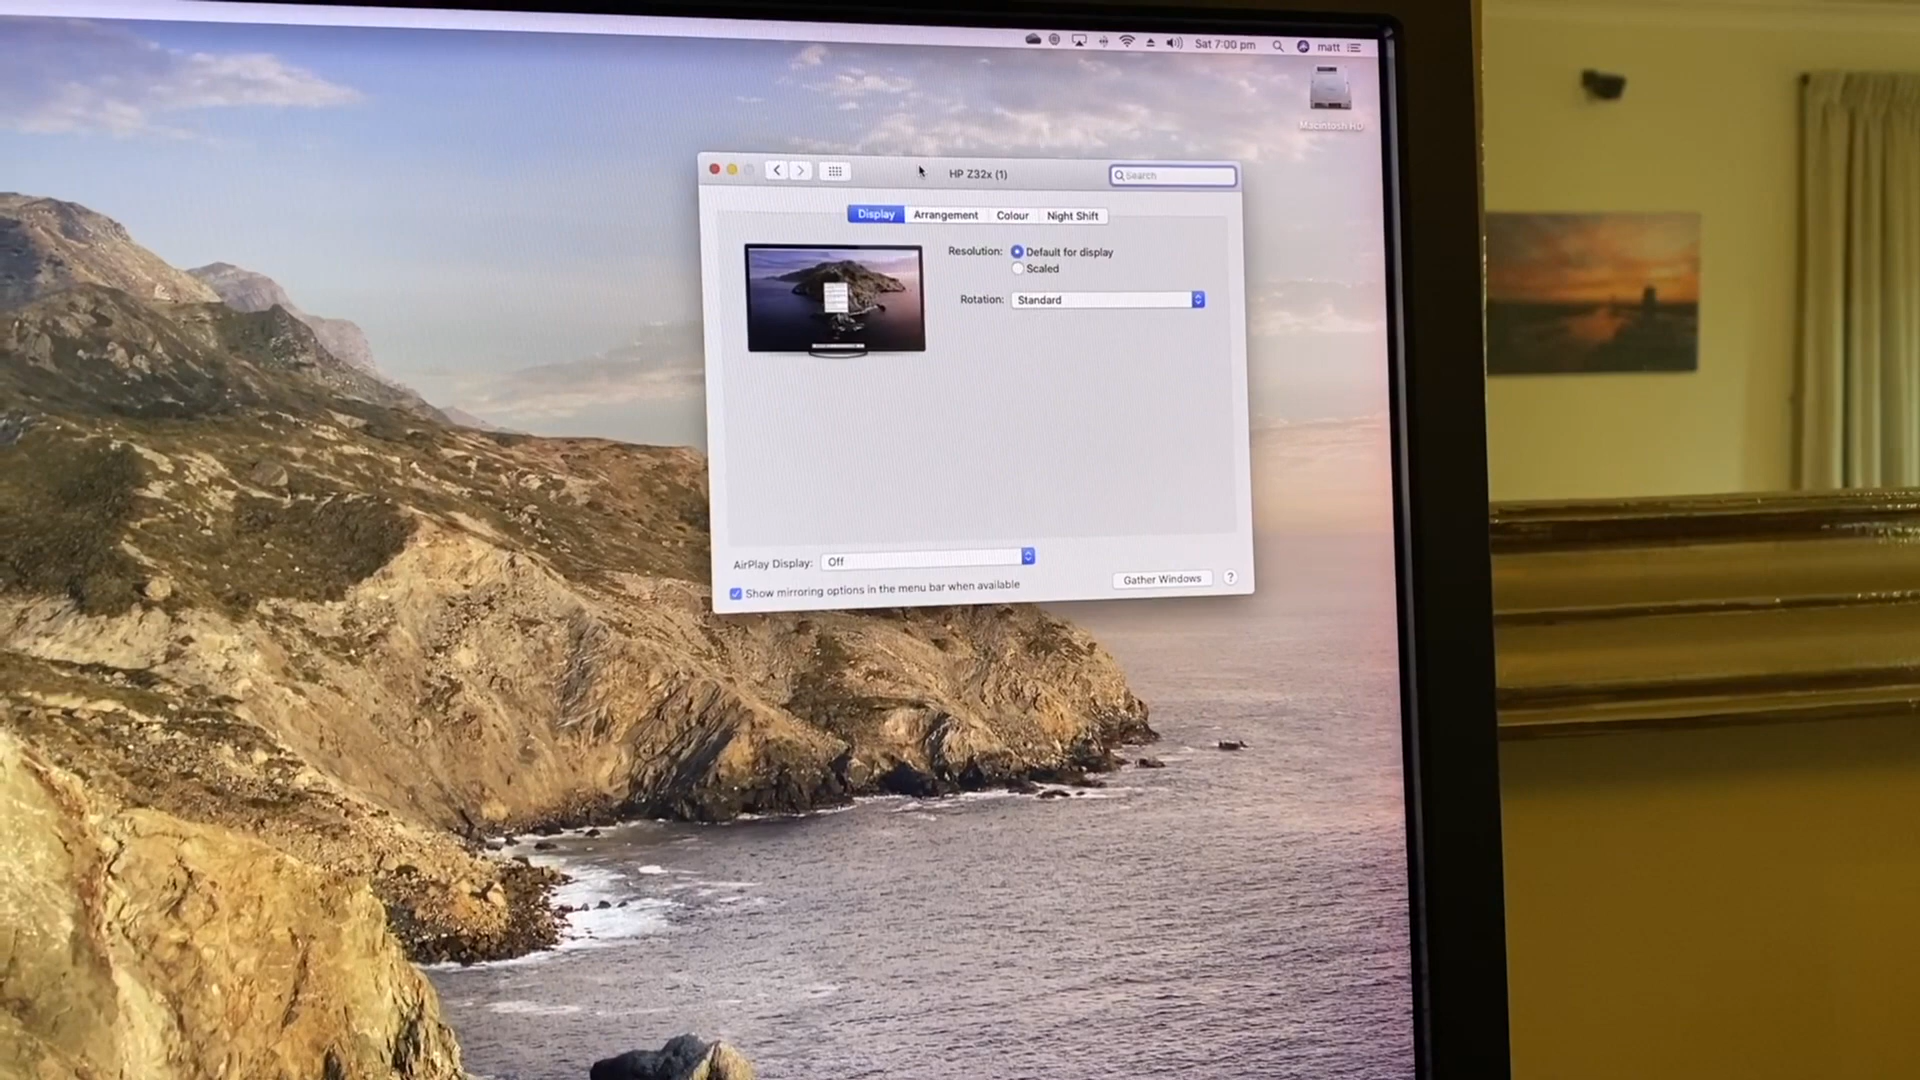 Sat 7:00 pm
matt
Macintosh HD
HP Z32x (1)
Search
Display
Arrangement
Colour
Night Shift
Resolution:
Default for display
Scaled
Rotation:
Standard
AirPlay Display:
Off
Show mirroring options in the menu bar when available
Gather Windows
?